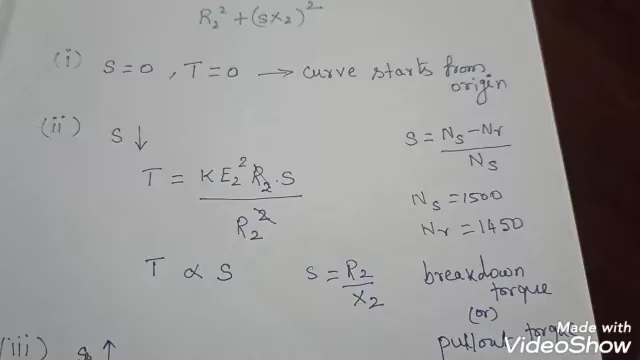 R₂² + (sx₂)²
(i) S=0, T=0 → curve starts from
origin
(ii) S↓
S = Ns - Nr / Ns
T = KE₂² R₂.S / R₂²
Ns = 1500
Nr = 1450
T ∝ S
S = R₂ / X₂
breakdown
torque
(or)
pullout torque
(iii) S↑
Made with
VideoShow